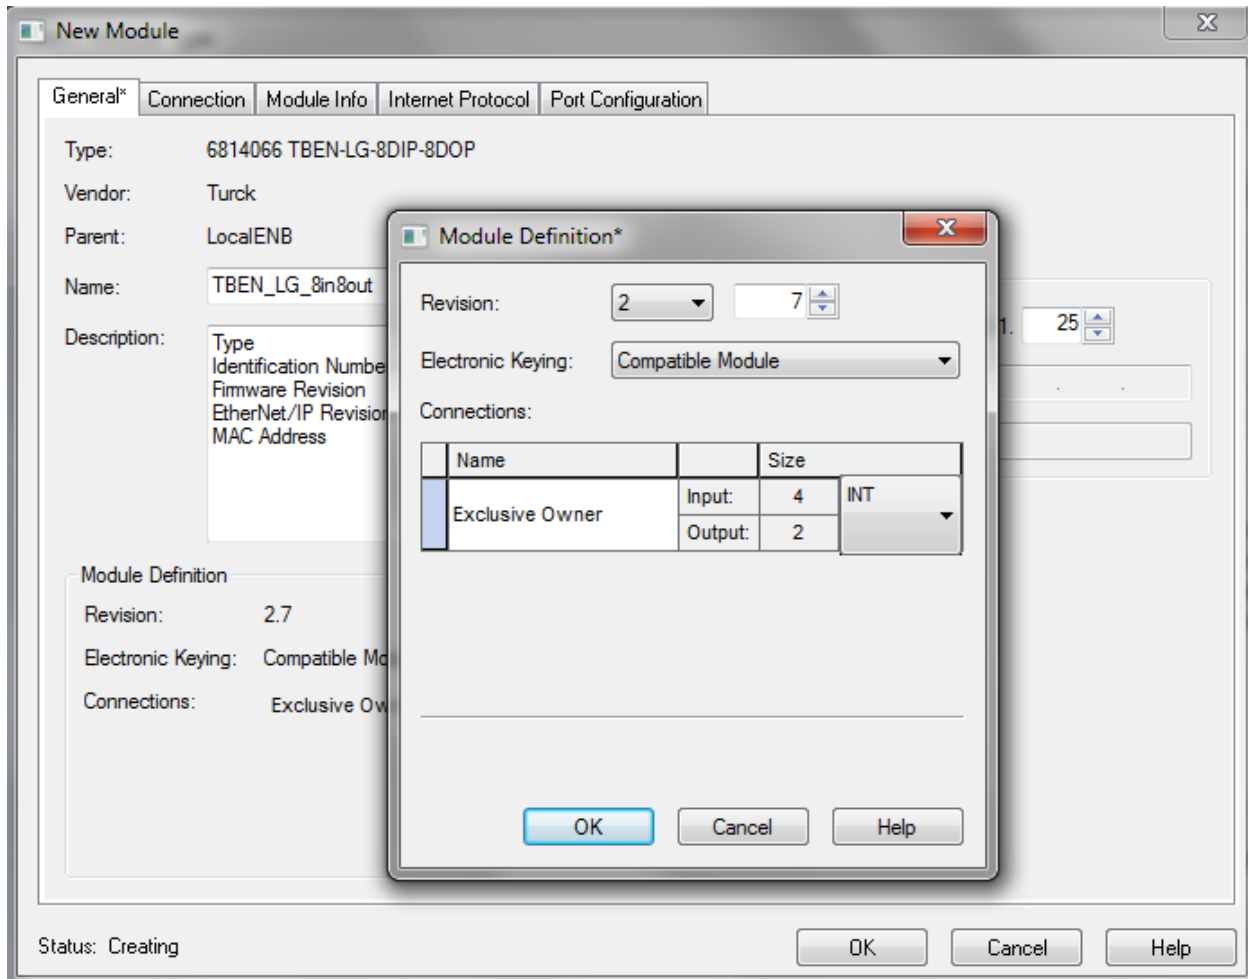 New Module
General* Connection Module Info Internet Protocol Port Configuration
Type: 6814066 TBEN-LG-8DIP-8DOP
Vendor: Turck
Parent: LocalENB
Name: TBEN_LG_8in8out
Description: Type
Identification Numbe
Firmware Revision
EtherNet/IP Revision
MAC Address
1. 25
. .
Module Definition
Revision: 2.7
Electronic Keying: Compatible Mo
Connections: Exclusive Ow
Module Definition*
Revision: 2 7
Electronic Keying: Compatible Module
Connections:
Name Size
Exclusive Owner Input: 4 INT
Output: 2
OK Cancel Help
Status: Creating
OK Cancel Help